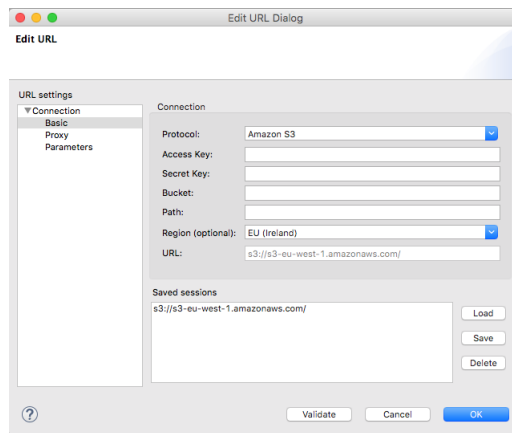 Edit URL Dialog
Edit URL
URL settings
Connection
Basic
Proxy
Parameters
Connection
Protocol: Amazon S3
Access Key:
Secret Key:
Bucket:
Path:
Region (optional): EU (Ireland)
URL: s3://s3-eu-west-1.amazonaws.com/
Saved sessions
s3://s3-eu-west-1.amazonaws.com/
Load
Save
Delete
? Validate Cancel OK